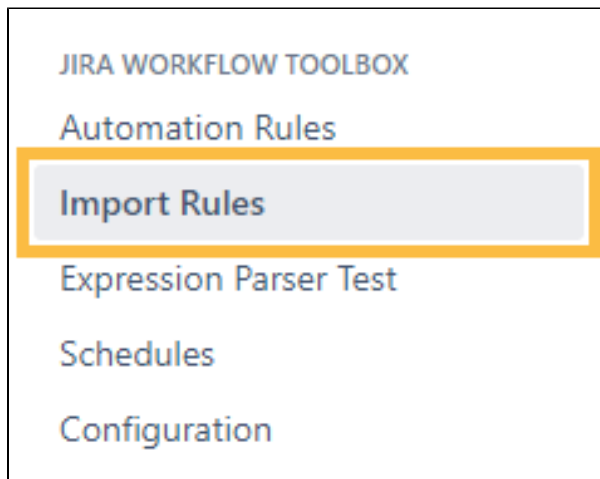 JIRA WORKFLOW TOOLBOX
Automation Rules
Import Rules
Expression Parser Test
Schedules
Configuration